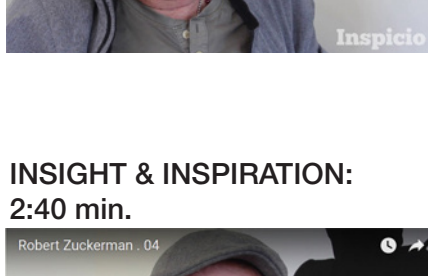 Inspicio
INSIGHT & INSPIRATION:
2:40 min.
Robert Zuckerman . 04